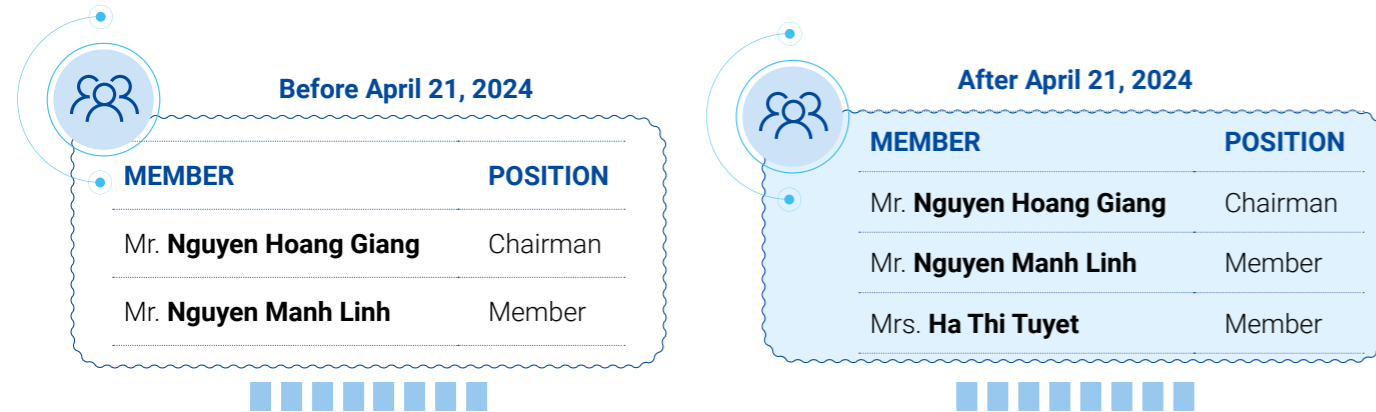 Before April 21, 2024
MEMBER POSITION
Mr. Nguyen Hoang Giang Chairman
Mr. Nguyen Manh Linh Member
After April 21, 2024
MEMBER POSITION
Mr. Nguyen Hoang Giang Chairman
Mr. Nguyen Manh Linh Member
Mrs. Ha Thi Tuyet Member